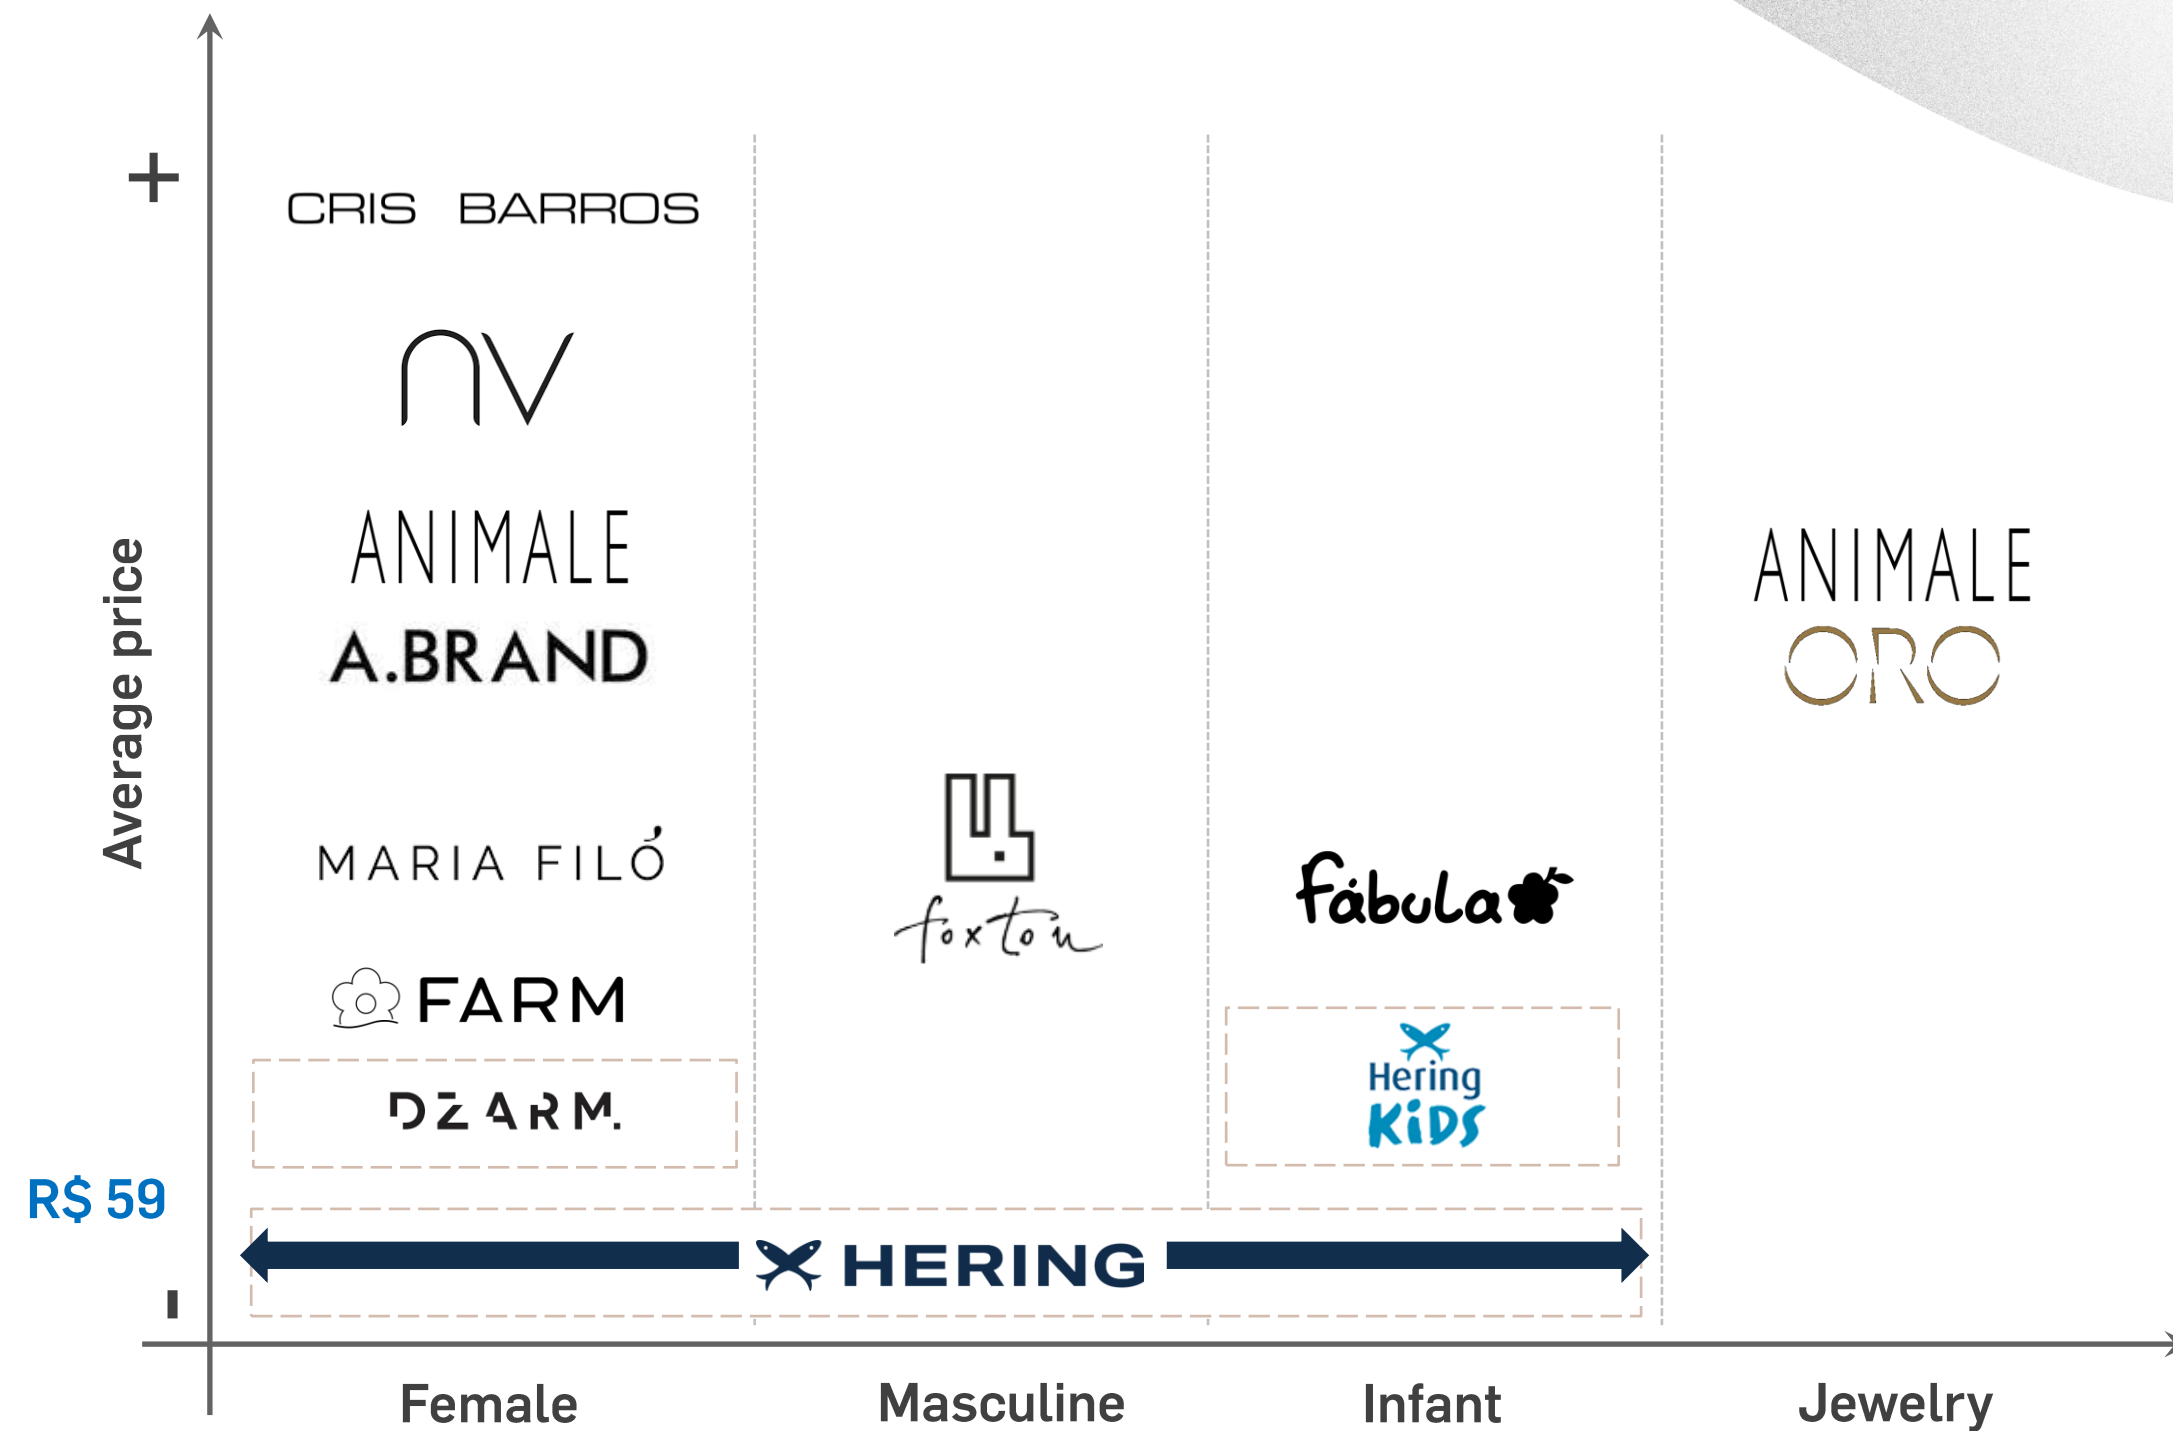 +
CRIS BARROS
NV
ANIMALE
A.BRAND
MARIA FILÓ
FARM
DZARM.
foxton
fábula
Hering
KiDS
ANIMALE
ORO
Average price
R$ 59
HERING
-
Female
Masculine
Infant
Jewelry